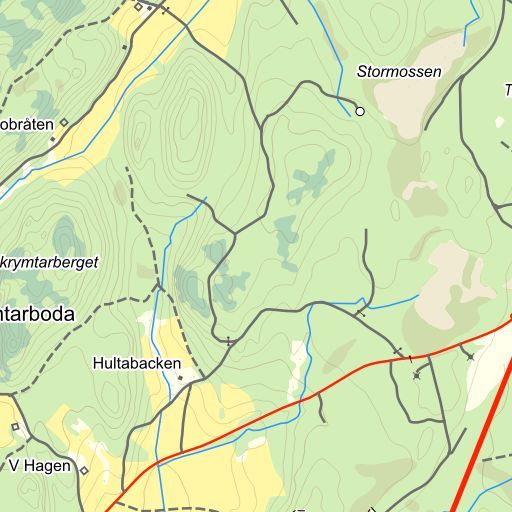 Stormossen
obråten
krymtarberget
ntarboda
Hultabacken
V Hagen